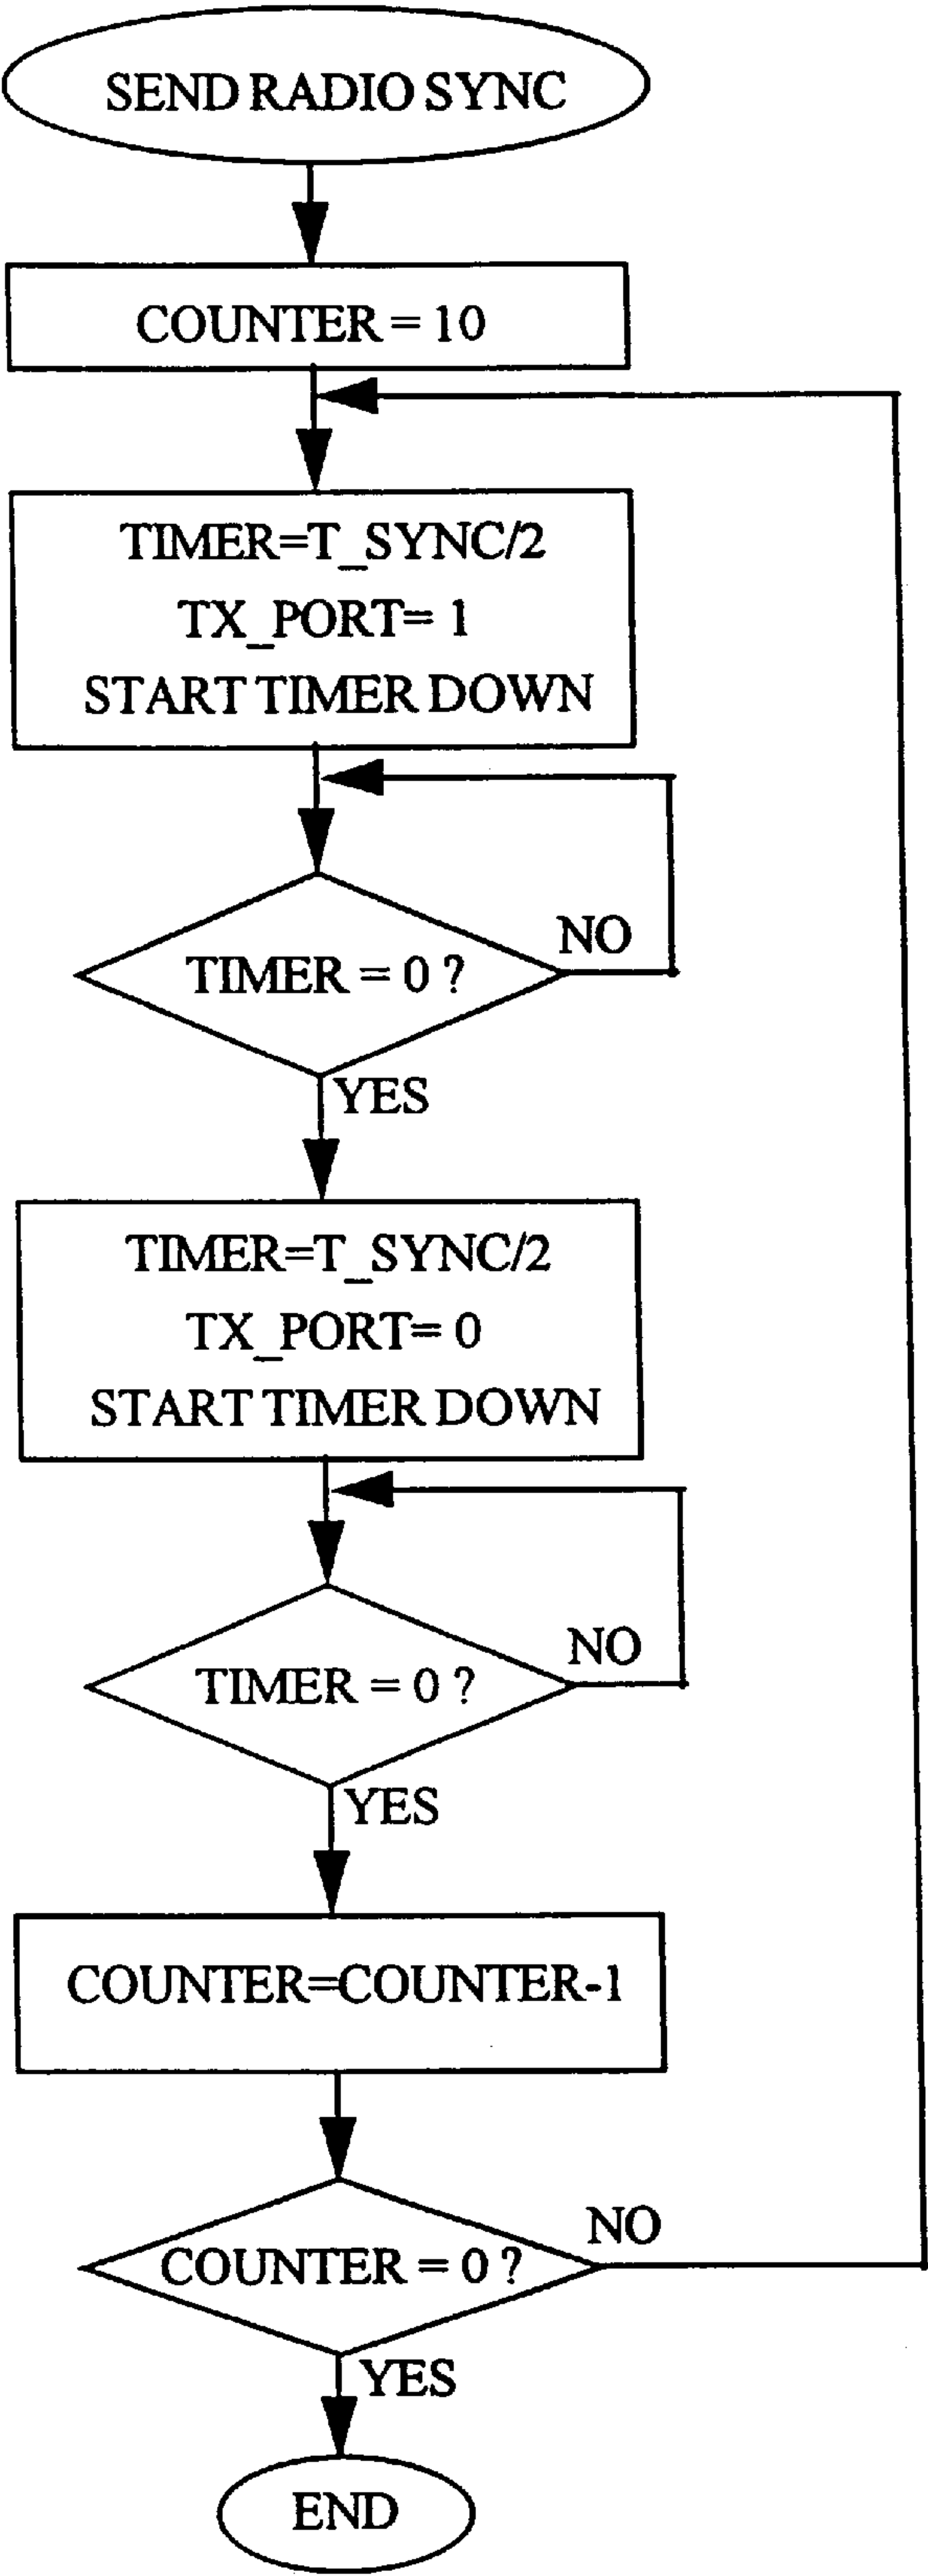 SEND RADIO SYNC
COUNTER = 10
TIMER=T_SYNC/2
TX_PORT= 1
START TIMER DOWN
TIMER = 0 ?
NO
YES
TIMER=T_SYNC/2
TX_PORT= 0
START TIMER DOWN
TIMER = 0 ?
NO
YES
COUNTER=COUNTER-1
COUNTER = 0 ?
NO
YES
END